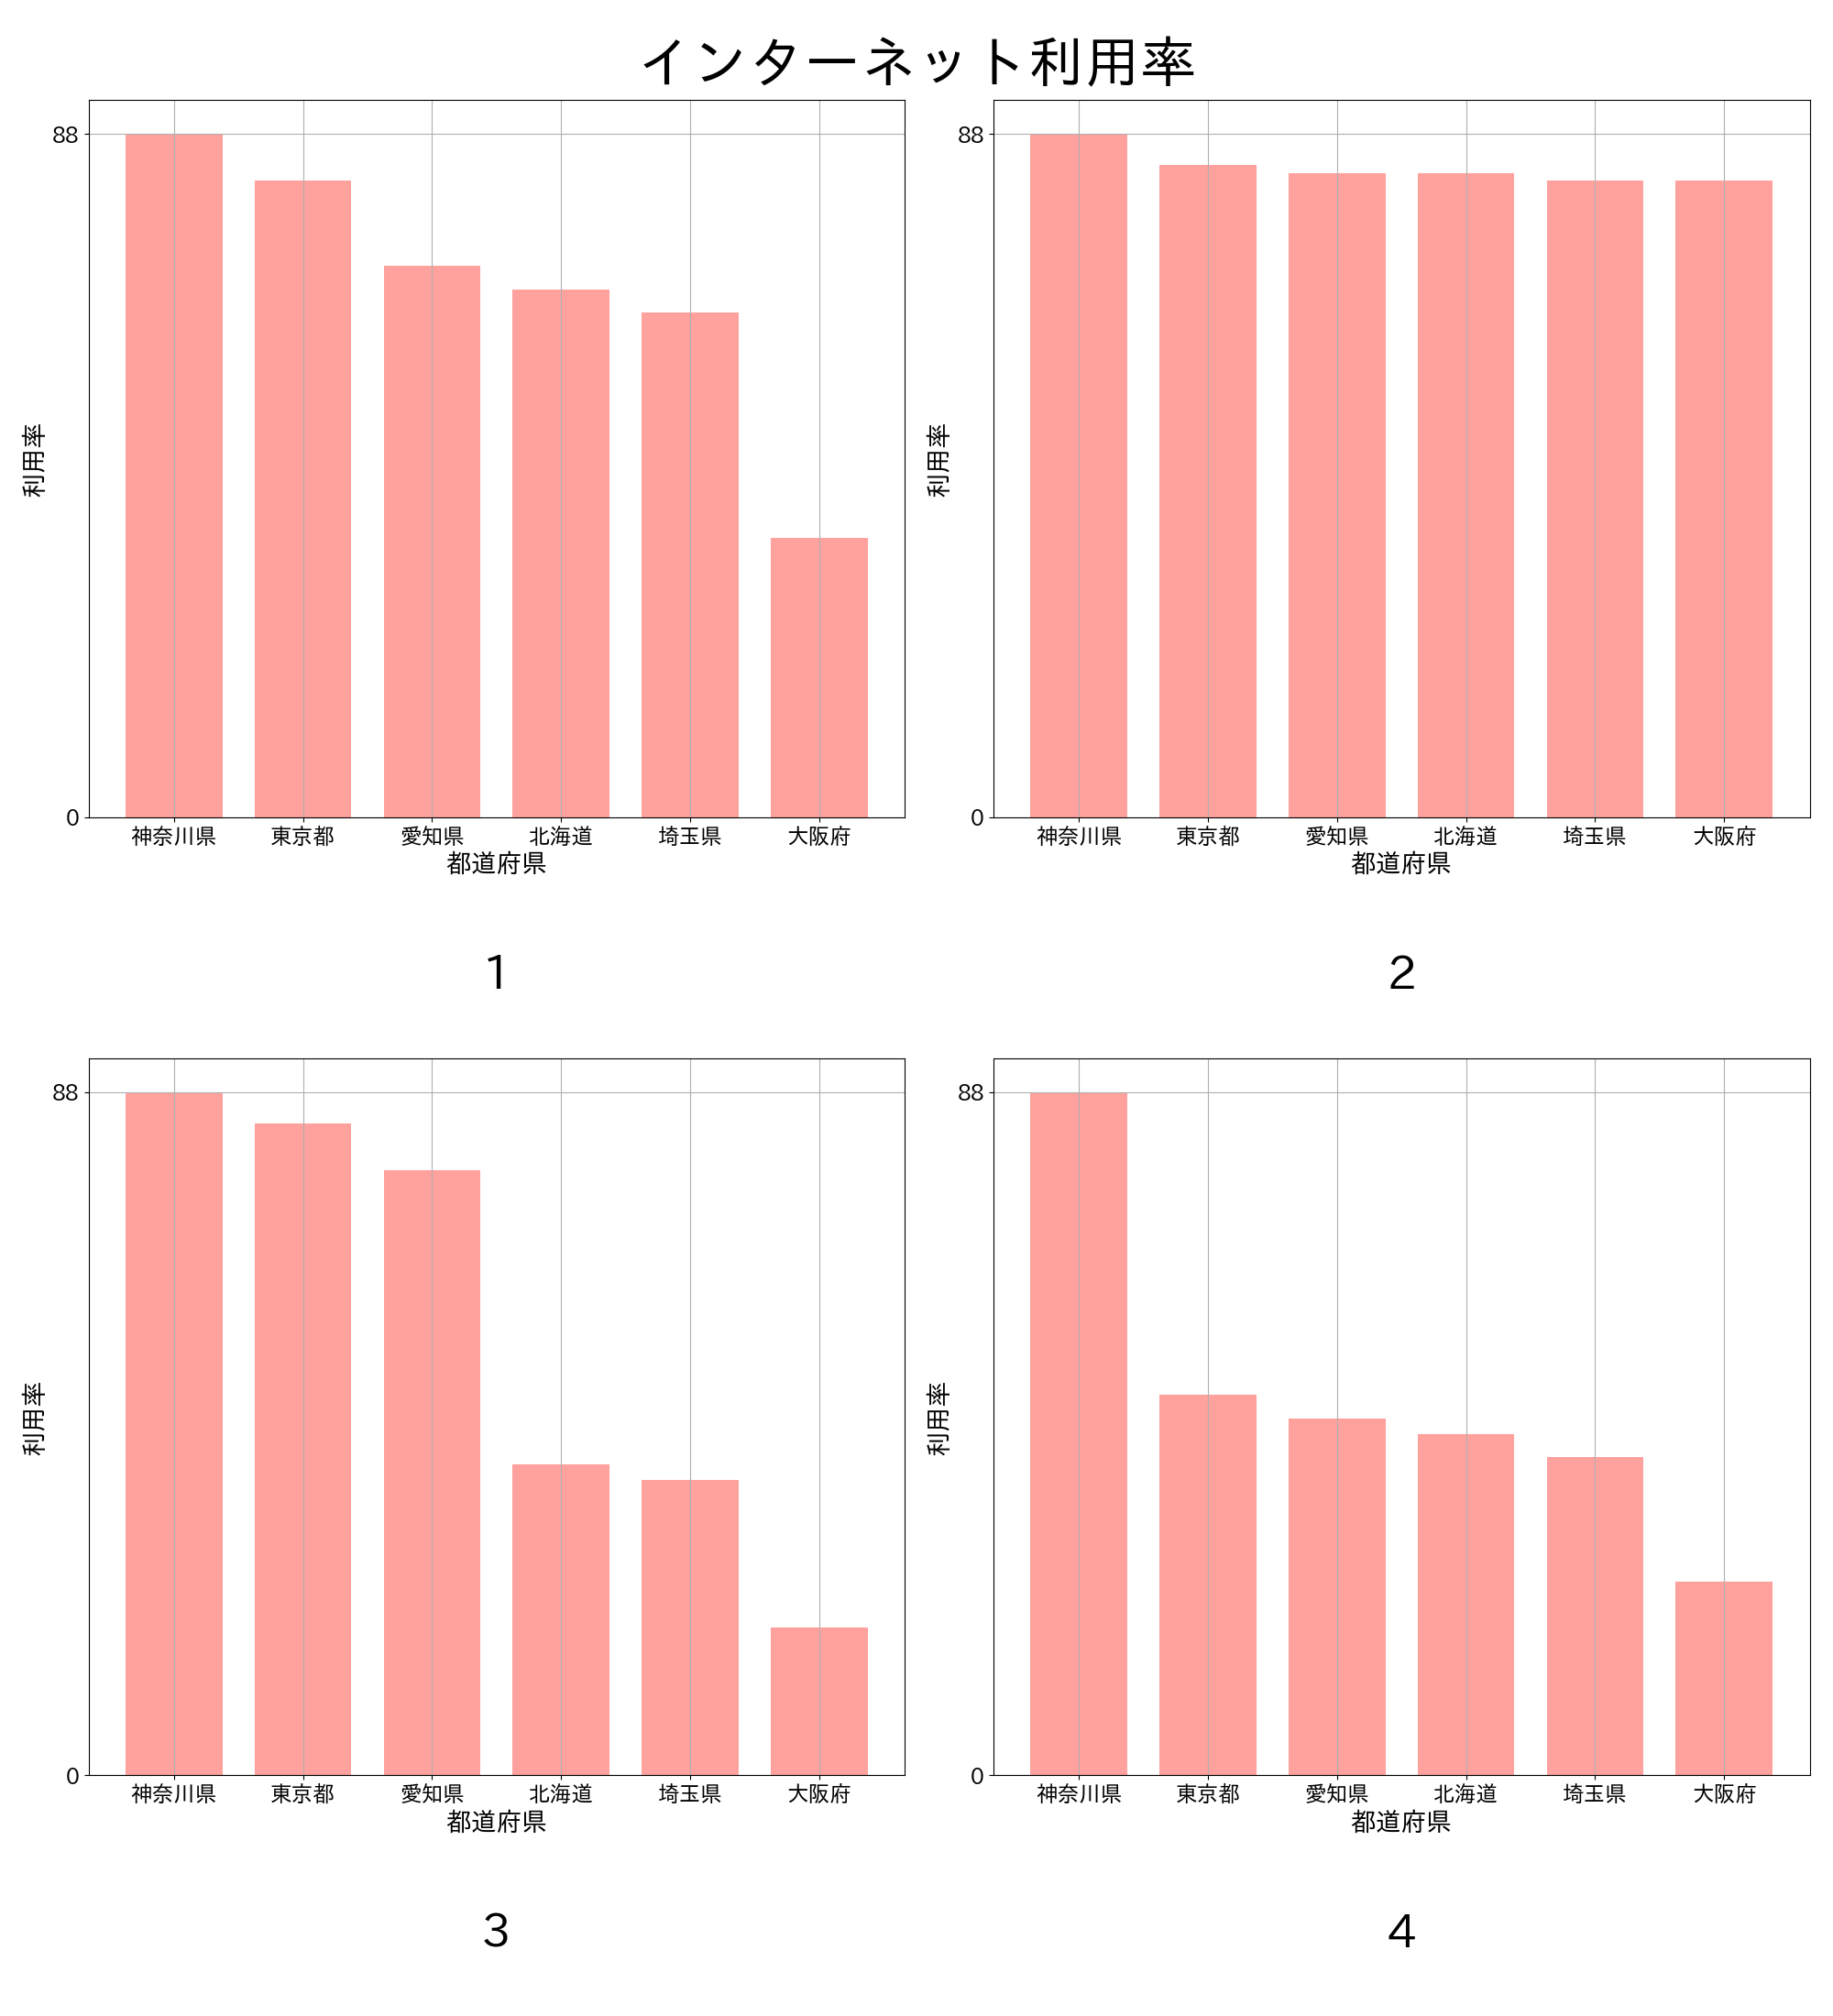 インターネット利用率
88
0
利用率
神奈川県 東京都 愛知県 北海道 埼玉県 大阪府
都道府県
1
88
0
利用率
神奈川県 東京都 愛知県 北海道 埼玉県 大阪府
都道府県
2
88
0
利用率
神奈川県 東京都 愛知県 北海道 埼玉県 大阪府
都道府県
3
88
0
利用率
神奈川県 東京都 愛知県 北海道 埼玉県 大阪府
都道府県
4